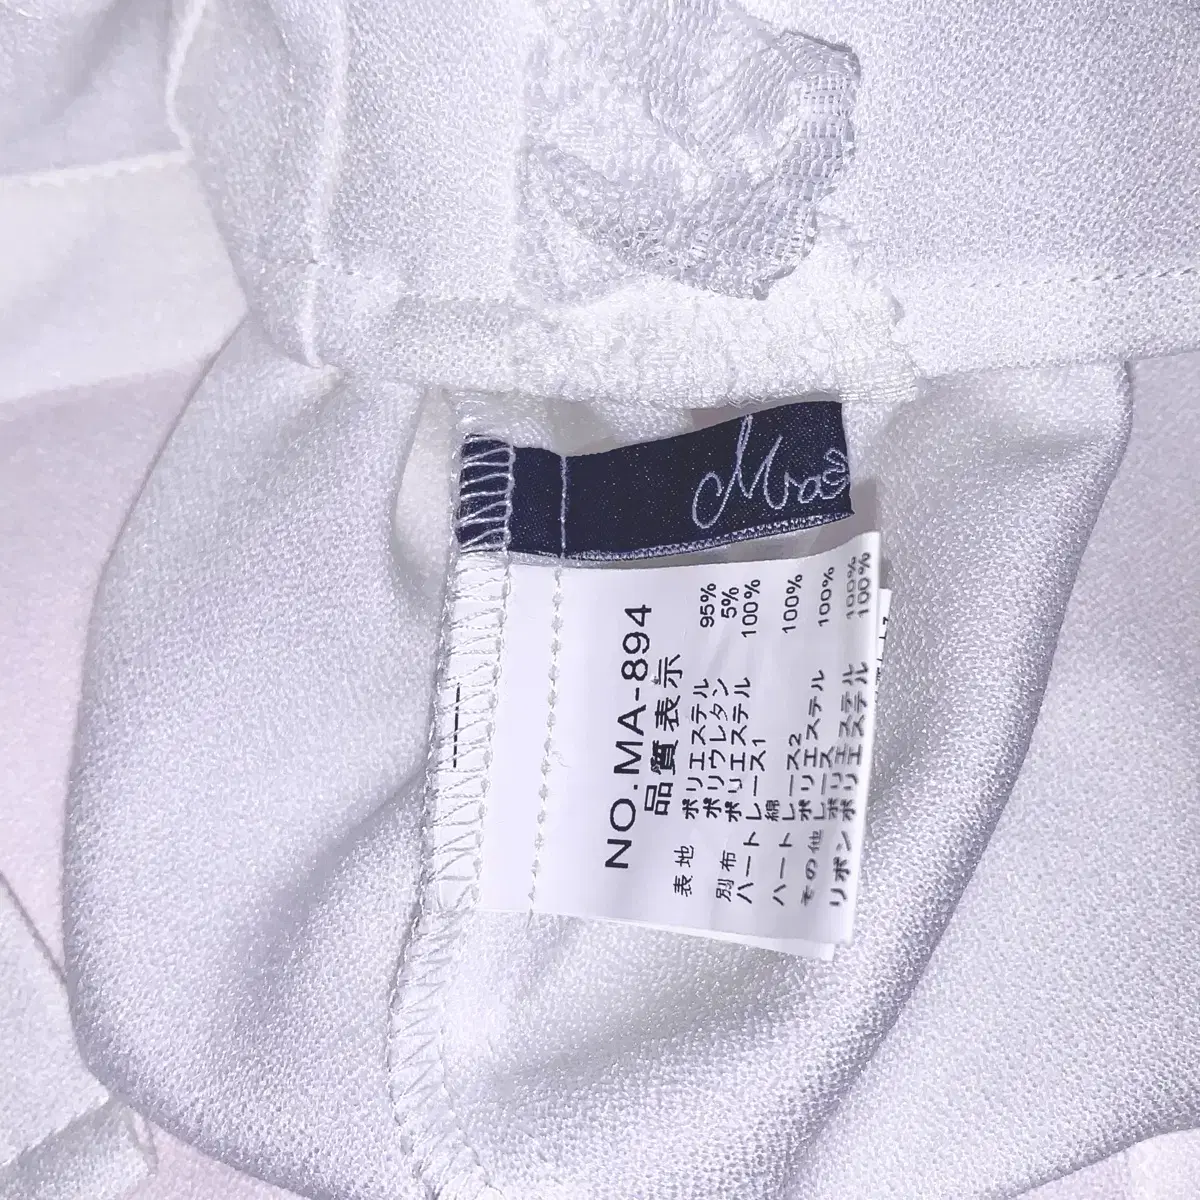 NO.MA-894
品質表示
表地 ポリエステル 95%
ポリウレタン 5%
別布 ポリエステル 100%
ハートレース1
綿 100%
ハートレース2
ポリエステル 100%
その他レース
ポリエステル 100%
リボン ポリエステル 100%